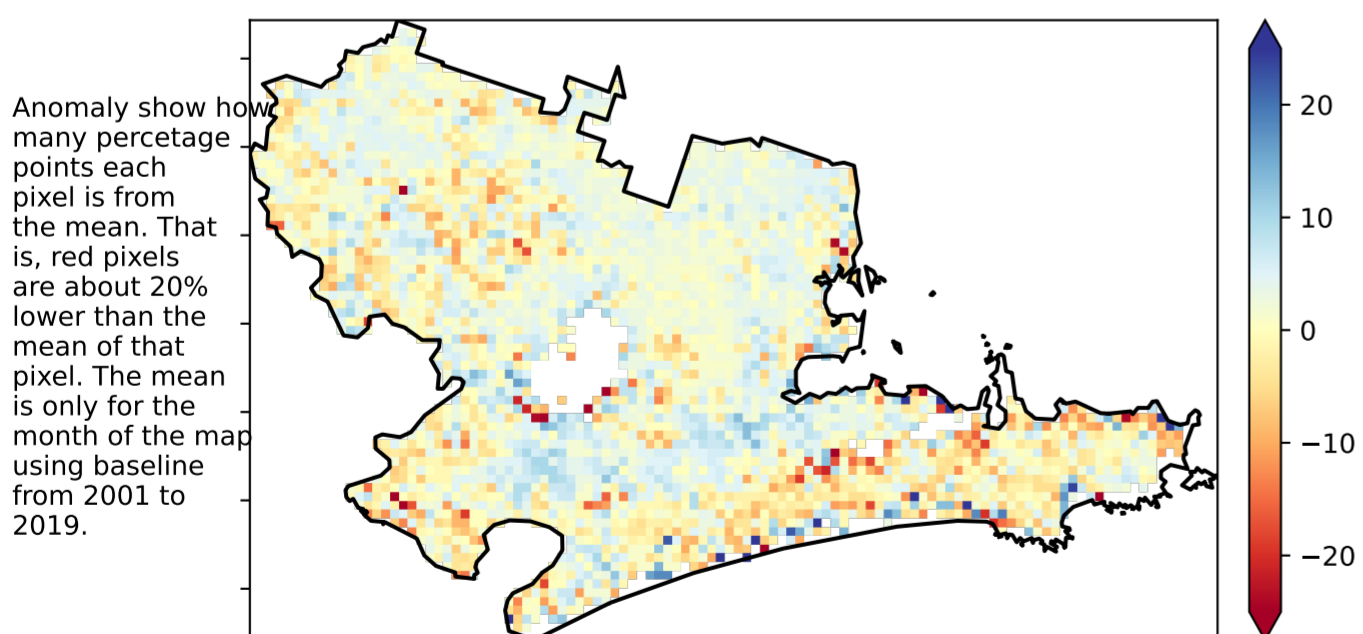 Anomaly show how
many percetage
points each
pixel is from
the mean. That
is, red pixels
are about 20%
lower than the
mean of that
pixel. The mean
is only for the
month of the map
using baseline
from 2001 to
2019.
20
10
0
−10
−20